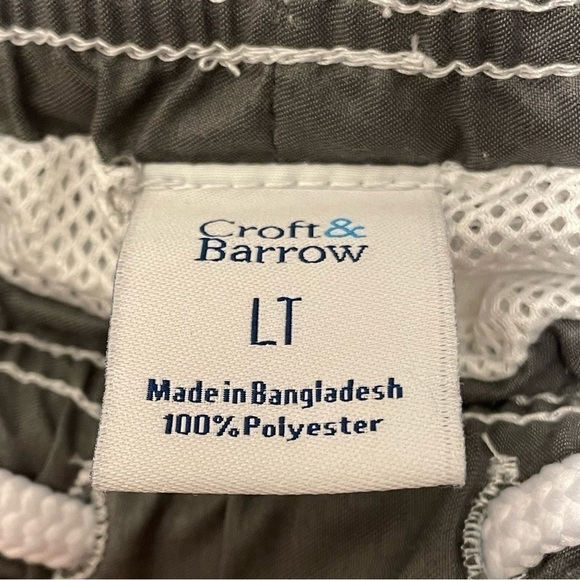 Croft&
Barrow
LT
Made in Bangladesh
100% Polyester